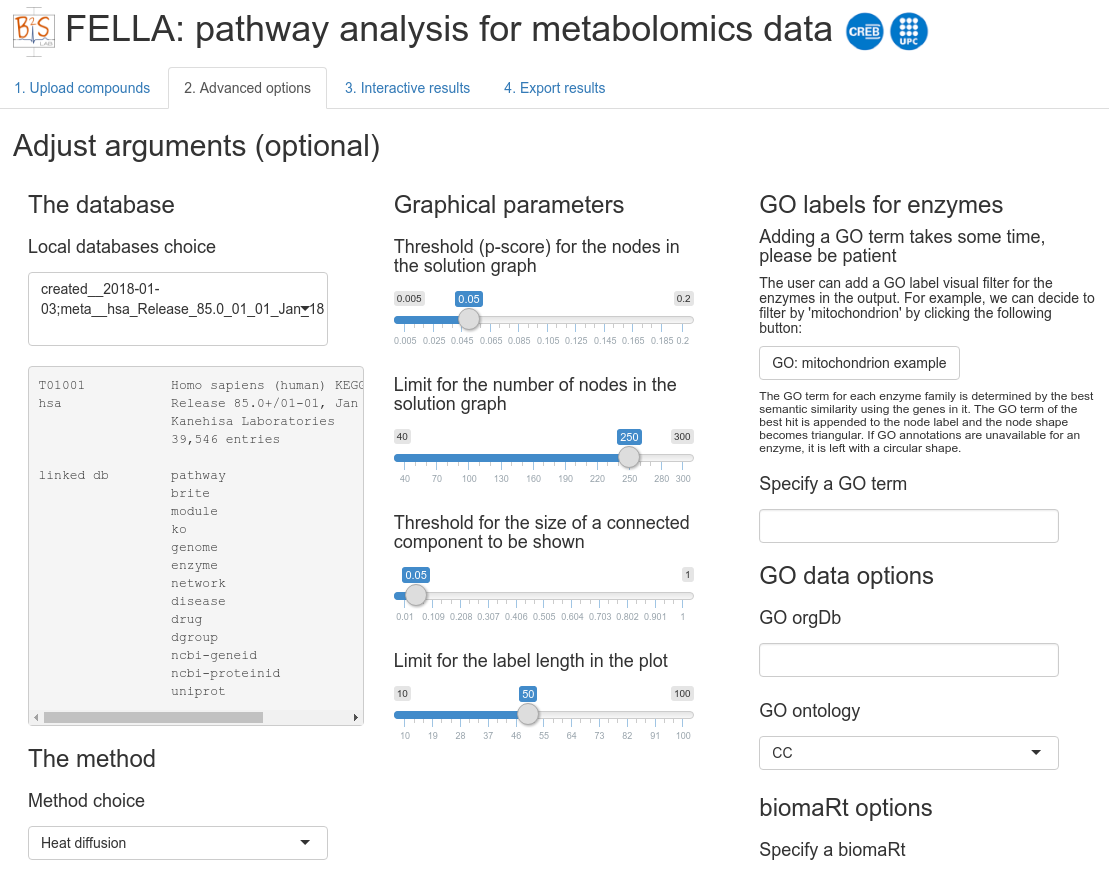 B²S
LAB
FELLA: pathway analysis for metabolomics data
CREB
UPC
1. Upload compounds
2. Advanced options
3. Interactive results
4. Export results
Adjust arguments (optional)
The database
Local databases choice
created__2018-01-
03;meta__hsa_Release_85.0_01_01_Jan_18
T01001 Homo sapiens (human) KEGG
hsa Release 85.0+/01-01, Jan
Kanehisa Laboratories
39,546 entries
linked db pathway
brite
module
ko
genome
enzyme
network
disease
drug
dgroup
ncbi-geneid
ncbi-proteinid
uniprot
The method
Method choice
Heat diffusion
Graphical parameters
Threshold (p-score) for the nodes in
the solution graph
0.005 0.05 0.2
0.005 0.025 0.045 0.065 0.085 0.105 0.125 0.145 0.165 0.185 0.2
Limit for the number of nodes in the
solution graph
40 250 300
40 70 100 130 160 190 220 250 280 300
Threshold for the size of a connected
component to be shown
0.05 1
0.01 0.109 0.208 0.307 0.406 0.505 0.604 0.703 0.802 0.901 1
Limit for the label length in the plot
10 50 100
10 19 28 37 46 55 64 73 82 91 100
GO labels for enzymes
Adding a GO term takes some time,
please be patient
The user can add a GO label visual filter for the
enzymes in the output. For example, we can decide to
filter by 'mitochondrion' by clicking the following
button:
GO: mitochondrion example
The GO term for each enzyme family is determined by the best
semantic similarity using the genes in it. The GO term of the
best hit is appended to the node label and the node shape
becomes triangular. If GO annotations are unavailable for an
enzyme, it is left with a circular shape.
Specify a GO term
GO data options
GO orgDb
GO ontology
CC
biomaRt options
Specify a biomaRt